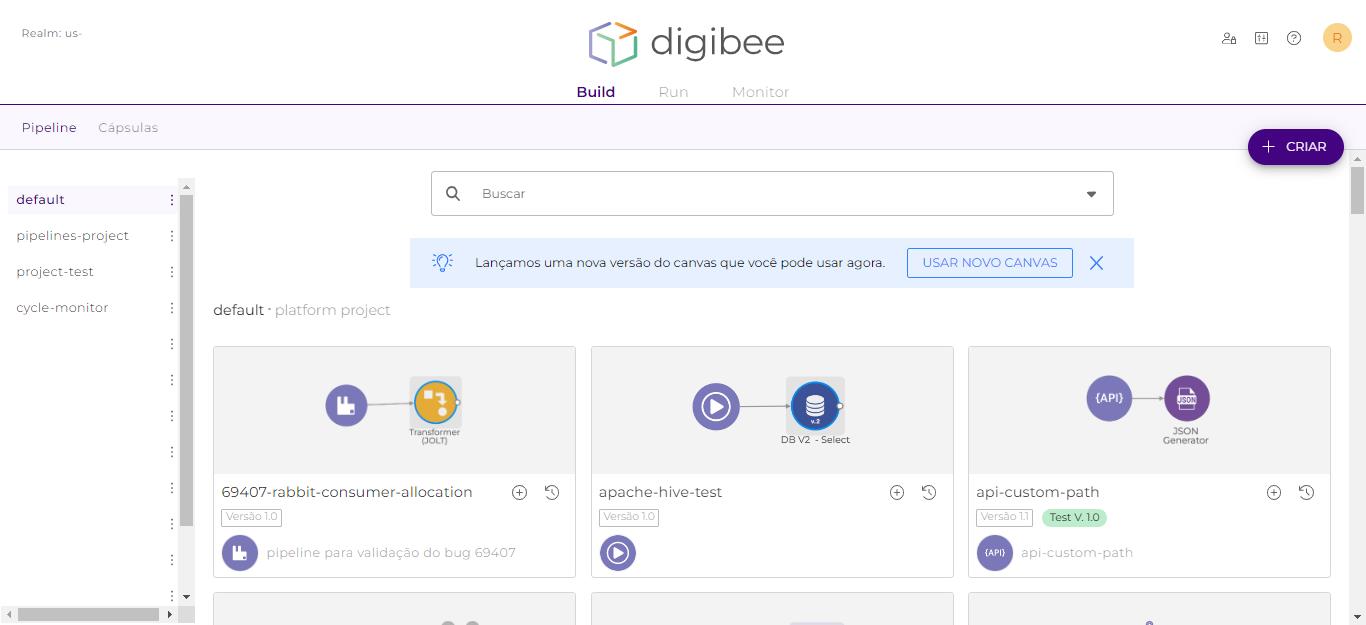 Realm: us-
digibee
R
Build Run Monitor
Pipeline Cápsulas
CRIAR
default
pipelines-project
project-test
cycle-monitor
Buscar
Lançamos uma nova versão do canvas que você pode usar agora. USAR NOVO CANVAS
default · platform project
Transformer
(JOLT)
69407-rabbit-consumer-allocation
Versão 1.0
pipeline para validação do bug 69407
v.2
DB V2 - Select
apache-hive-test
Versão 1.0
{API}
JSON
JSON
Generator
api-custom-path
Versão 1.1 Test V. 1.0
{API} api-custom-path